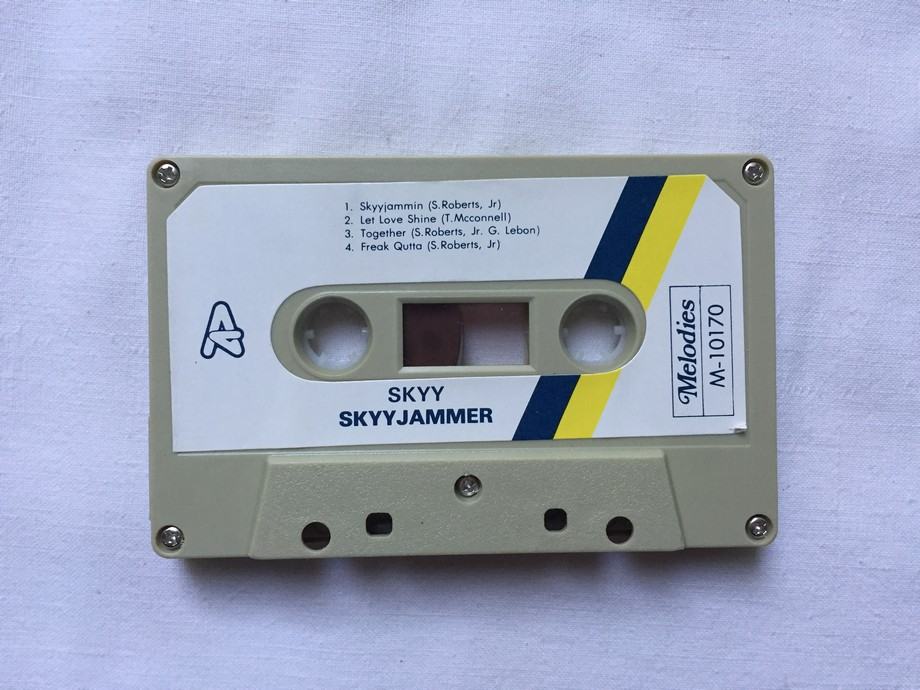 1. Skyyjammin (S.Roberts, Jr)
2. Let Love Shine (T.Mcconnell)
3. Together (S.Roberts, Jr. G. Lebon)
4. Freak Qutta (S.Roberts, Jr)
A
SKYY
SKYYJAMMER
Melodies
M-10170